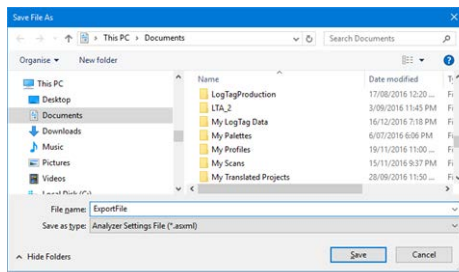 Save File As
This PC > Documents
Search Documents
Organise
New folder
This PC
Desktop
Documents
Downloads
Music
Pictures
Videos
Name
Date modified
LogTagProduction
17/08/2016 12:20 ...
LTA_2
3/09/2016 11:45 PM
My LogTag Data
16/12/2016 7:18 PM
My Palettes
6/07/2016 6:06 PM
My Profiles
19/11/2016 11:00 ...
My Scans
15/11/2016 9:37 PM
My Translated Projects
28/09/2016 11:50 ...
File name: ExportFile
Save as type: Analyzer Settings File (*.asxml)
Hide Folders
Save
Cancel